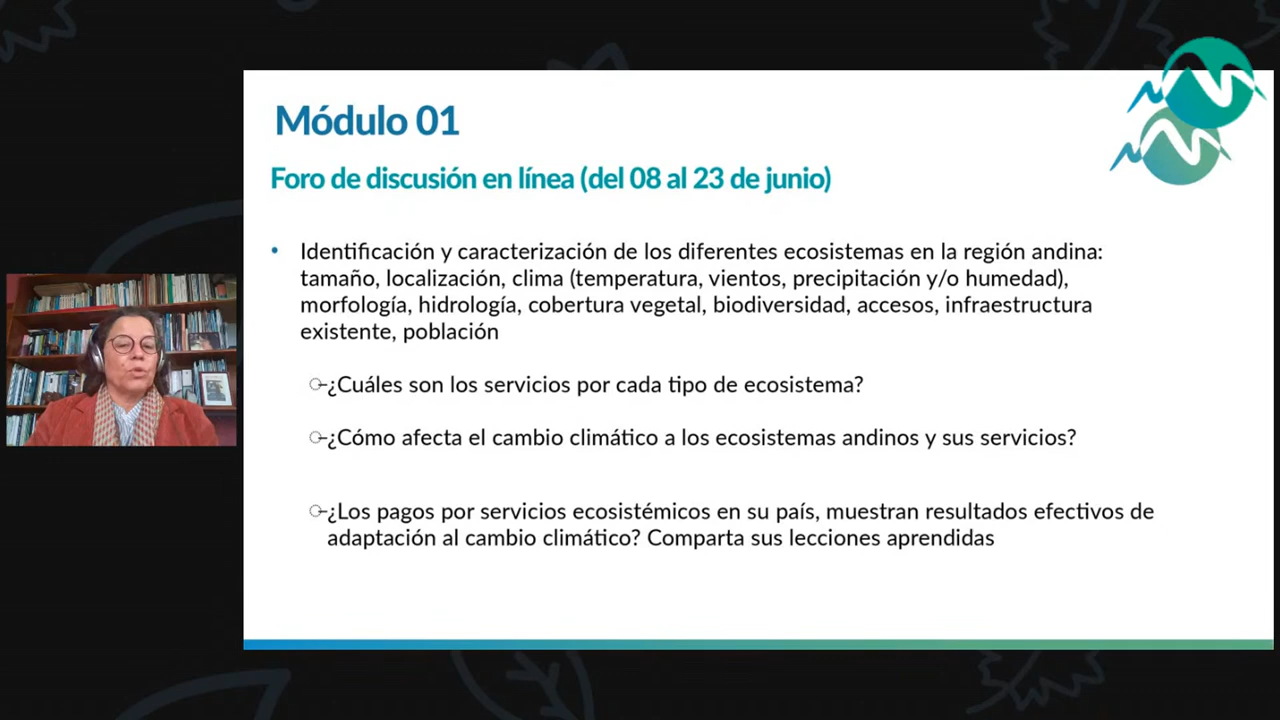 Módulo 01
Foro de discusión en línea (del 08 al 23 de junio)
• Identificación y caracterización de los diferentes ecosistemas en la región andina:
tamaño, localización, clima (temperatura, vientos, precipitación y/o humedad),
morfología, hidrología, cobertura vegetal, biodiversidad, accesos, infraestructura
existente, población
¿Cuáles son los servicios por cada tipo de ecosistema?
¿Cómo afecta el cambio climático a los ecosistemas andinos y sus servicios?
¿Los pagos por servicios ecosistémicos en su país, muestran resultados efectivos de
adaptación al cambio climático? Comparta sus lecciones aprendidas